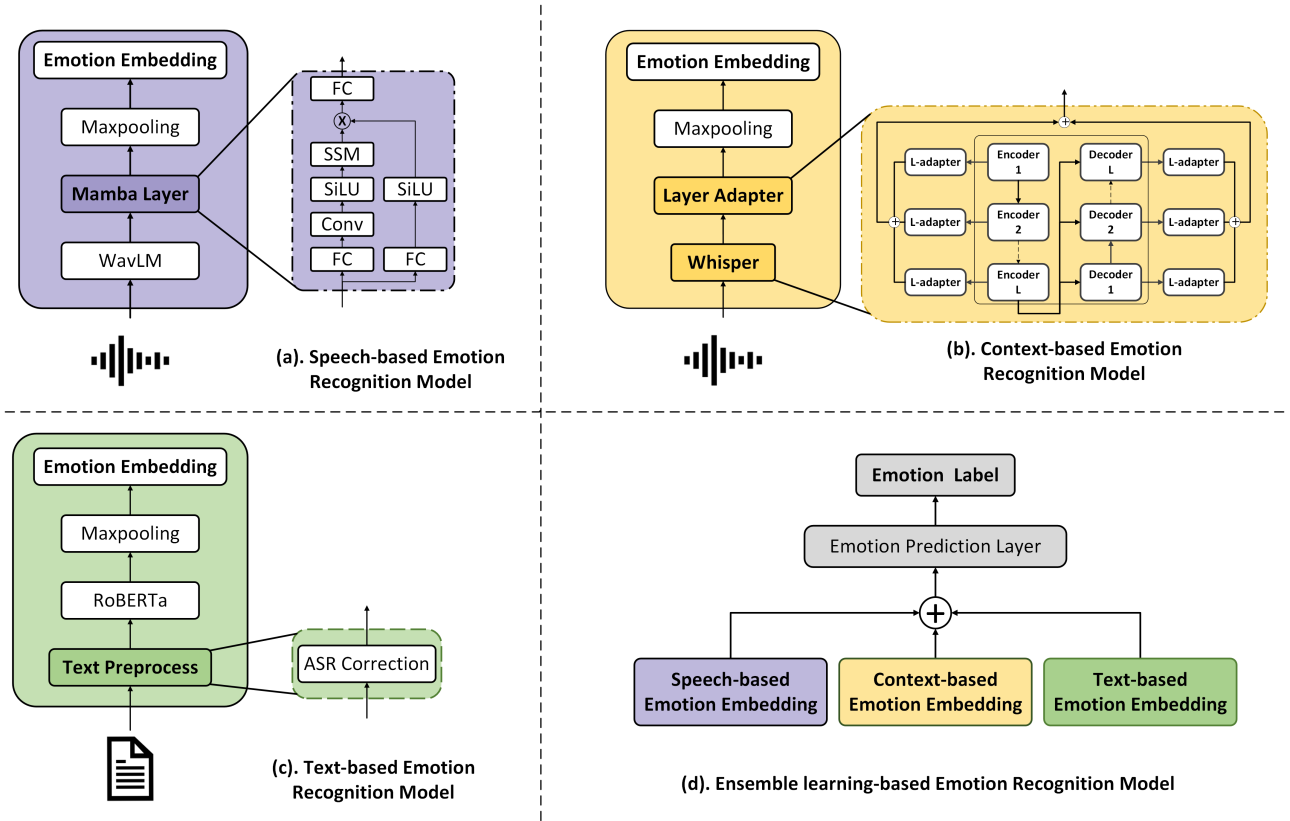 Emotion Embedding
Maxpooling
Mamba Layer
WavLM
FC
X
SSM
SiLU
SiLU
Conv
FC
FC
(a). Speech-based Emotion
Recognition Model
Emotion Embedding
Maxpooling
Layer Adapter
Whisper
+
L-adapter
Encoder
1
Decoder
L
L-adapter
+
L-adapter
Encoder
2
Decoder
2
L-adapter
+
L-adapter
Encoder
L
Decoder
1
L-adapter
(b). Context-based Emotion
Recognition Model
Emotion Embedding
Maxpooling
RoBERTa
Text Preprocess
ASR Correction
(c). Text-based Emotion
Recognition Model
Emotion Label
Emotion Prediction Layer
+
Speech-based
Emotion Embedding
Context-based
Emotion Embedding
Text-based
Emotion Embedding
(d). Ensemble learning-based Emotion Recognition Model